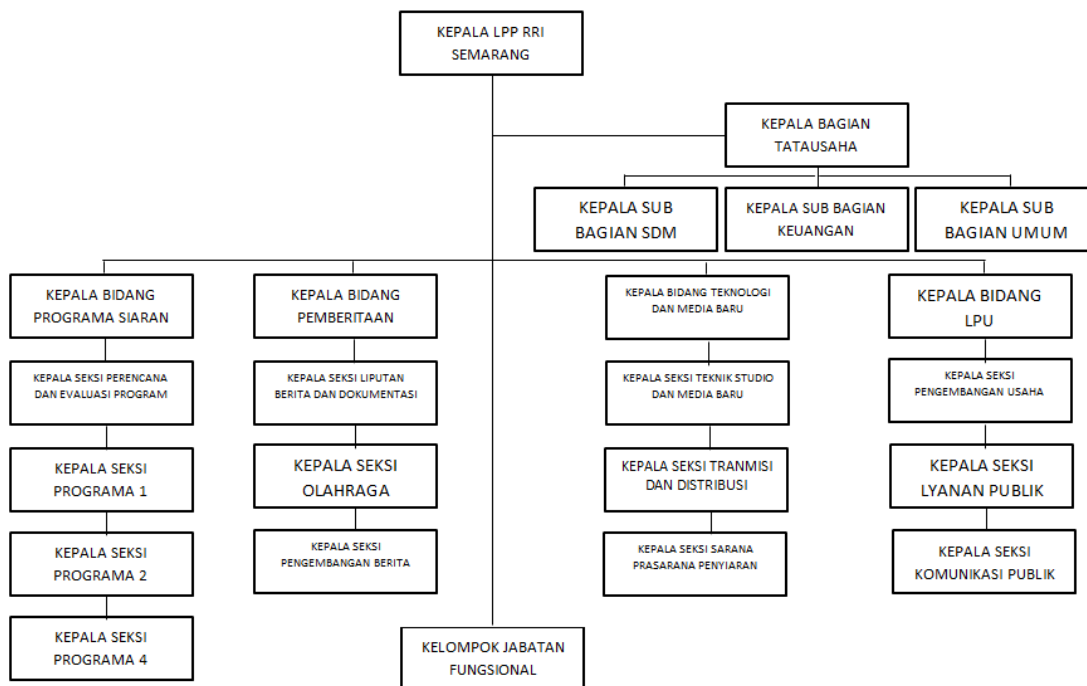 KEPALA LPP RRI
SEMARANG
KEPALA BAGIAN
TATAUSAHA
KEPALA SUB
BAGIAN SDM
KEPALA SUB BAGIAN
KEUANGAN
KEPALA SUB
BAGIAN UMUM
KEPALA BIDANG
PROGRAMA SIARAN
KEPALA BIDANG
PEMBERITAAN
KEPALA BIDANG TEKNOLOGI
DAN MEDIA BARU
KEPALA BIDANG
LPU
KEPALA SEKSI PERENCANA
DAN EVALUASI PROGRAM
KEPALA SEKSI LIPUTAN
BERITA DAN DOKUMENTASI
KEPALA SEKSI TEKNIK STUDIO
DAN MEDIA BARU
KEPALA SEKSI
PENGEMBANGAN USAHA
KEPALA SEKSI
PROGRAMA 1
KEPALA SEKSI
OLAHRAGA
KEPALA SEKSI TRANMISI
DAN DISTRIBUSI
KEPALA SEKSI
LYANAN PUBLIK
KEPALA SEKSI
PROGRAMA 2
KEPALA SEKSI
PENGEMBANGAN BERITA
KEPALA SEKSI SARANA
PRASARANA PENYIARAN
KEPALA SEKSI
KOMUNIKASI PUBLIK
KEPALA SEKSI
PROGRAMA 4
KELOMPOK JABATAN
FUNGSIONAL